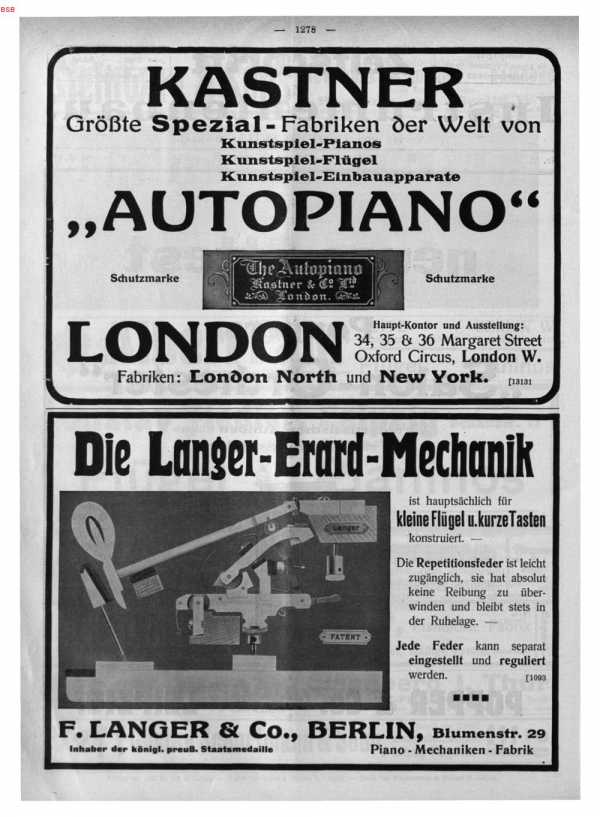 BSB
— 1278 —
KASTNER
Größte Spezial-Fabriken der Welt von
Kunstspiel-Pianos
Kunstspiel-Flügel
Kunstspiel-Einbauapparate
„AUTOPIANO“
Schutzmarke
The Autopiano
Kastner & Co Ltd
London.
Schutzmarke
LONDON
Haupt-Kontor und Ausstellung:
34, 35 & 36 Margaret Street
Oxford Circus, London W.
Fabriken: London North und New York.
[13131
Die Langer-Erard-Mechanik
ist hauptsächlich für
kleine Flügel u. kurze Tasten
konstruiert. —
Die Repetitionsfeder ist leicht
zugänglich, sie hat absolut
keine Reibung zu über-
winden und bleibt stets in
der Ruhelage. —
Jede Feder kann separat
eingestellt und reguliert
werden. [1093
Langer
PATENT
F. LANGER & Co., BERLIN, Blumenstr. 29
Inhaber der königl. preuß. Staatsmedaille
Piano-Mechaniken-Fabrik